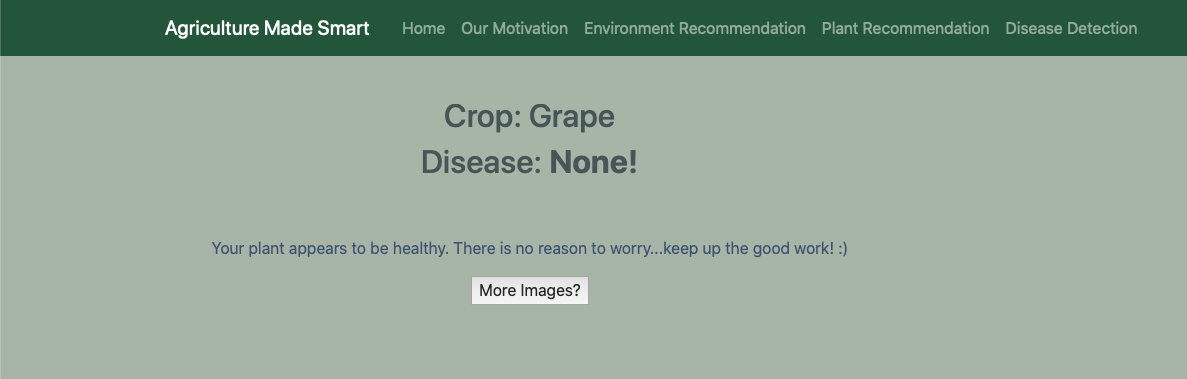 Agriculture Made Smart Home Our Motivation Environment Recommendation Plant Recommendation Disease Detection
Crop: Grape
Disease: None!
Your plant appears to be healthy. There is no reason to worry...keep up the good work! :)
More Images?